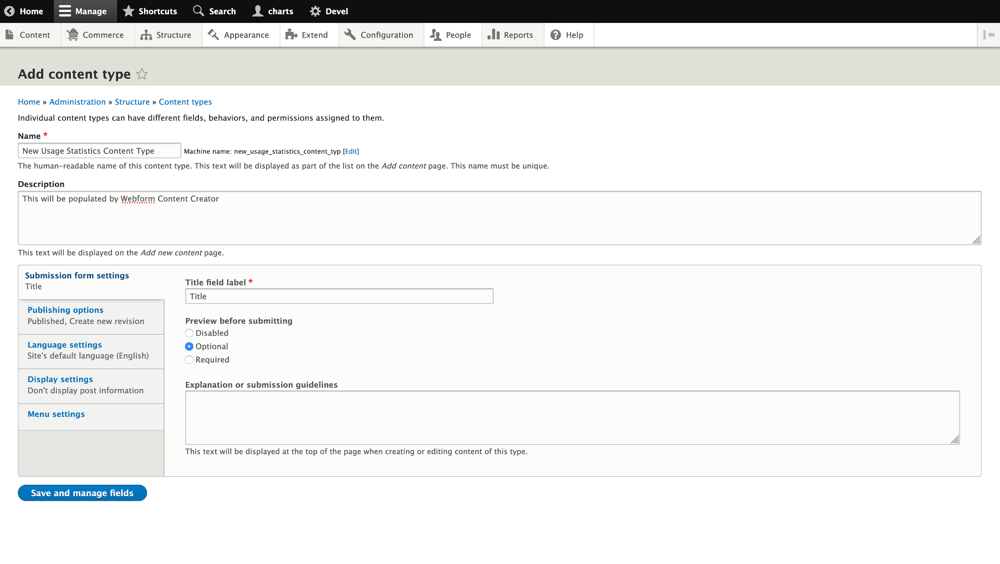 Home Manage Shortcuts Search charts Devel
Content Commerce Structure Appearance Extend Configuration People Reports Help
Add content type
Home » Administration » Structure » Content types
Individual content types can have different fields, behaviors, and permissions assigned to them.
Name *
New Usage Statistics Content Type Machine name: new_usage_statistics_content_typ [Edit]
The human-readable name of this content type. This text will be displayed as part of the list on the Add content page. This name must be unique.
Description
This will be populated by Webform Content Creator
This text will be displayed on the Add new content page.
Submission form settings
Title
Publishing options
Published, Create new revision
Language settings
Site's default language (English)
Display settings
Don't display post information
Menu settings
Title field label *
Title
Preview before submitting
Disabled
Optional
Required
Explanation or submission guidelines
This text will be displayed at the top of the page when creating or editing content of this type.
Save and manage fields